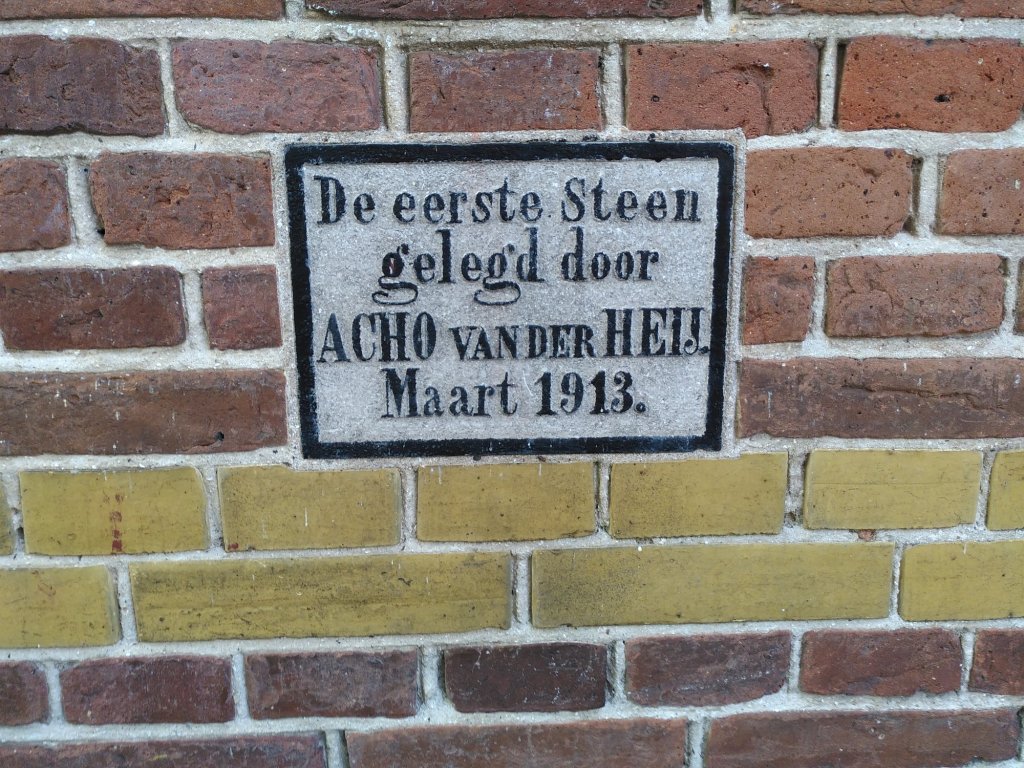 De eerste Steen
gelegd door
ACHO VAN DER HEIJ.
Maart 1913.